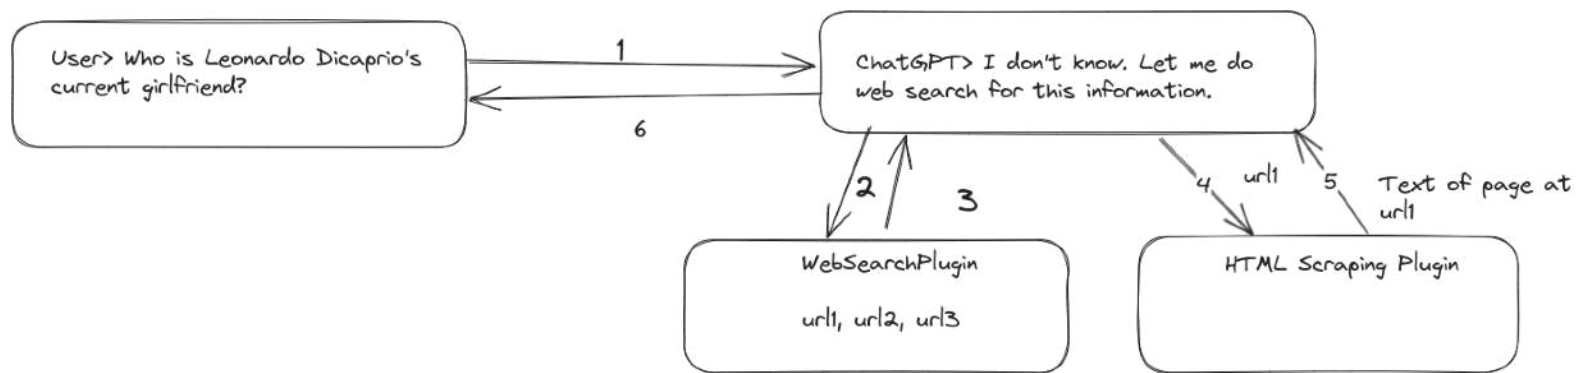 User> Who is Leonardo Dicaprio's
current girlfriend?
1
6
ChatGPT> I don't know. Let me do
web search for this information.
2
3
4
url1
5
Text of page at
url1
WebSearchPlugin
url1, url2, url3
HTML Scraping Plugin